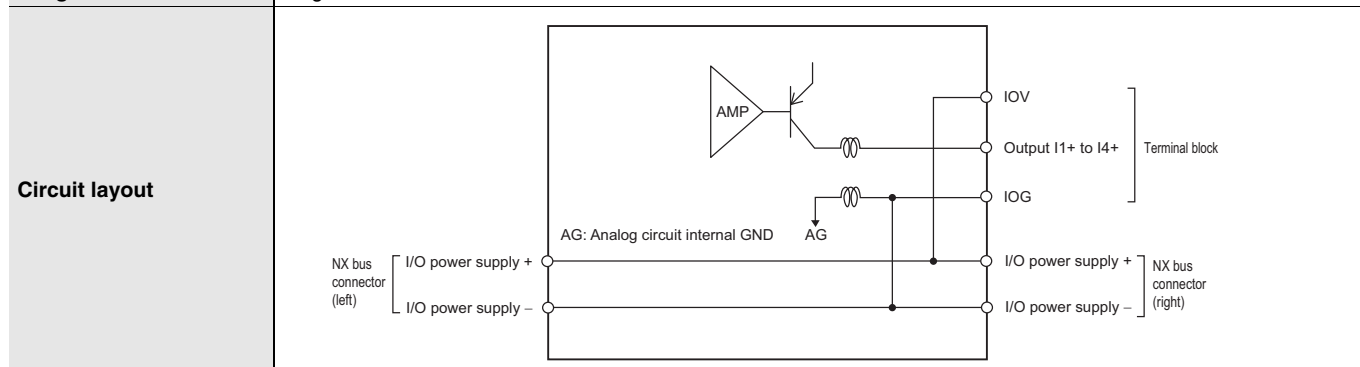 Circuit layout
AMP
IOV
Output I1+ to I4+
Terminal block
IOG
AG: Analog circuit internal GND
AG
NX bus
connector
(left)
I/O power supply +
I/O power supply –
I/O power supply +
I/O power supply –
NX bus
connector
(right)